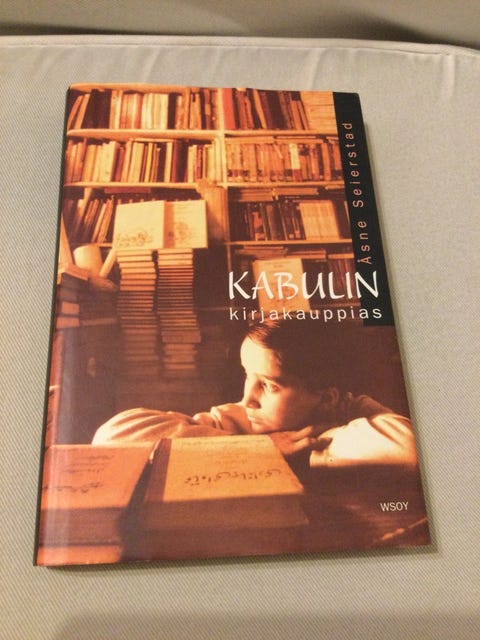 Åsne Seierstad
KABULIN
kirjakauppias
WSOY